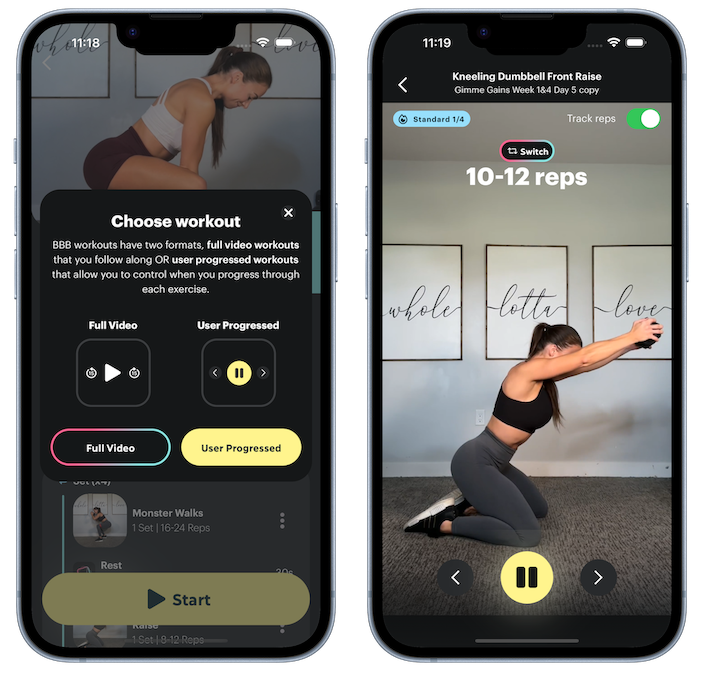 11:18
whole
love
Choose workout
BBB workouts have two formats, full video workouts
that you follow along OR user progressed workouts
that allow you to control when you progress through
each exercise.
Full Video
User Progressed
15
15
Full Video
User Progressed
Set (x4)
Monster Walks
1 Set | 16-24 Reps
Rest
30s
Start
Raise
1 Set | 8-12 Reps
11:19
Kneeling Dumbbell Front Raise
Gimme Gains Week 1&4 Day 5 copy
Standard 1/4
Track reps
Switch
10-12 reps
whole
lotta
love